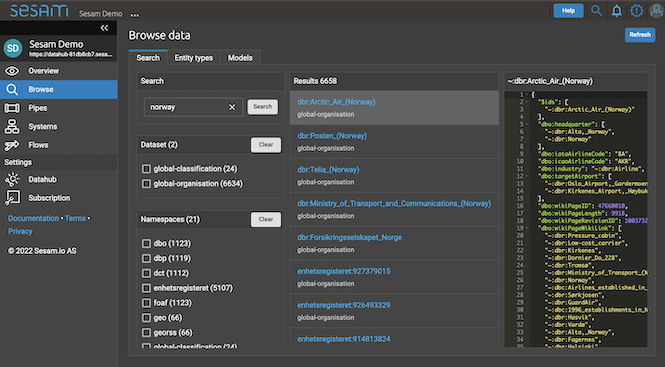 sesam Sesam Demo ... Help
SD Sesam Demo
https://datahub-81db8cb7.sesa...
Overview
Browse
Pipes
Systems
Flows
Settings
Datahub
Subscription
Documentation • Terms •
Privacy
© 2022 Sesam.io AS
Browse data
Refresh
Search Entity types Models
Search
norway
Search
Dataset (2)
Clear
global-classification (24)
global-organisation (6634)
Namespaces (21)
Clear
dbo (1123)
dbp (1119)
dct (1112)
enhetsregisteret (5107)
foaf (1123)
geo (66)
georss (66)
global-classification (24)
Results 6658
dbr:Arctic_Air_(Norway)
global-organisation
dbr:Posten_(Norway)
global-organisation
dbr:Telia_(Norway)
global-organisation
dbr:Ministry_of_Transport_and_Communications_(Norway)
global-organisation
dbr:Forsikringsselskapet_Norge
global-organisation
enhetsregisteret:927379015
global-organisation
enhetsregisteret:926493329
global-organisation
enhetsregisteret:914813824
~:dbr:Arctic_Air_(Norway)
1 {
2 "$ids": [
3 "~:dbr:Arctic_Air_(Norway)"
4 ],
5 "dbo:headquarter": [
6 "~:dbr:Alta,_Norway",
7 "~:dbr:Norway"
8 ],
9 "dbo:iataAirlineCode": "8A",
10 "dbo:icaoAirlineCode": "AKR",
11 "dbo:industry": "~:dbr:Airline",
12 "dbo:targetAirport": [
13 "~:dbr:Oslo_Airport,_Gardermoen
14 "~:dbr:Kirkenes_Airport,_Høybuk
15 ],
16 "dbo:wikiPageID": 47660010,
17 "dbo:wikiPageLength": 9918,
18 "dbo:wikiPageRevisionID": 1003732
19 "dbo:wikiPageWikiLink": [
20 "~:dbr:Pressure_cabin",
21 "~:dbr:Low-cost_carrier",
22 "~:dbr:Kirkenes",
23 "~:dbr:Dornier_Do_228",
24 "~:dbr:Tromsø",
25 "~:dbr:Ministry_of_Transport_(N
26 "~:dbr:Norway",
27 "~:dbc:Airlines_established_in_
28 "~:dbr:Sørkjosen",
29 "~:dbr:GuardAir",
30 "~:dbc:1996_establishments_in_N
31 "~:dbr:Hasvik",
32 "~:dbr:Vardø",
33 "~:dbr:Alta,_Norway",
34 "~:dbr:Fagernes",
35 "~:dbr:Helsinki"